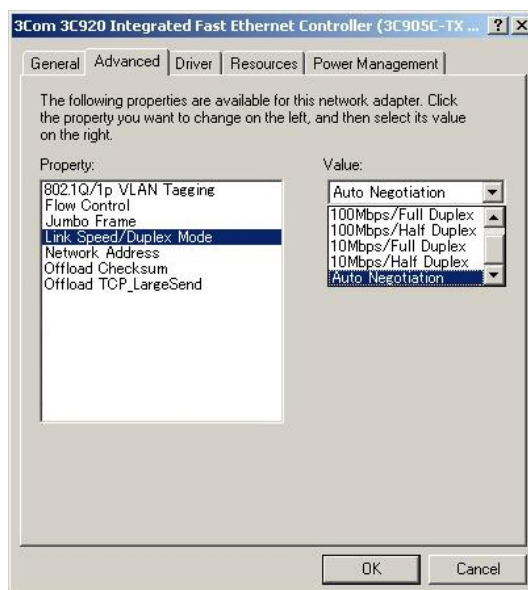 3Com 3C920 Integrated Fast Ethernet Controller (3C905C-TX ...
General Advanced Driver Resources Power Management
The following properties are available for this network adapter. Click
the property you want to change on the left, and then select its value
on the right.
Property:
802.1Q/1p VLAN Tagging
Flow Control
Jumbo Frame
Link Speed/Duplex Mode
Network Address
Offload Checksum
Offload TCP_LargeSend
Value:
Auto Negotiation
100Mbps/Full Duplex
100Mbps/Half Duplex
10Mbps/Full Duplex
10Mbps/Half Duplex
Auto Negotiation
OK Cancel